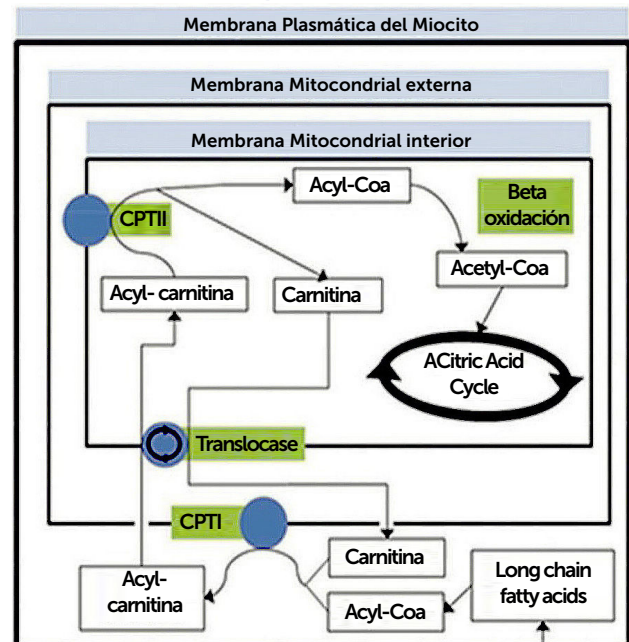 Membrana Plasmática del Miocito
Membrana Mitocondrial externa
Membrana Mitocondrial interior
Acyl-Coa
Beta
oxidación
CPTII
Acetyl-Coa
Acyl- carnitina
Carnitina
ACitric Acid
Cycle
Translocase
CPTI
Carnitina
Long chain
fatty acids
Acyl-
carnitina
Acyl-Coa